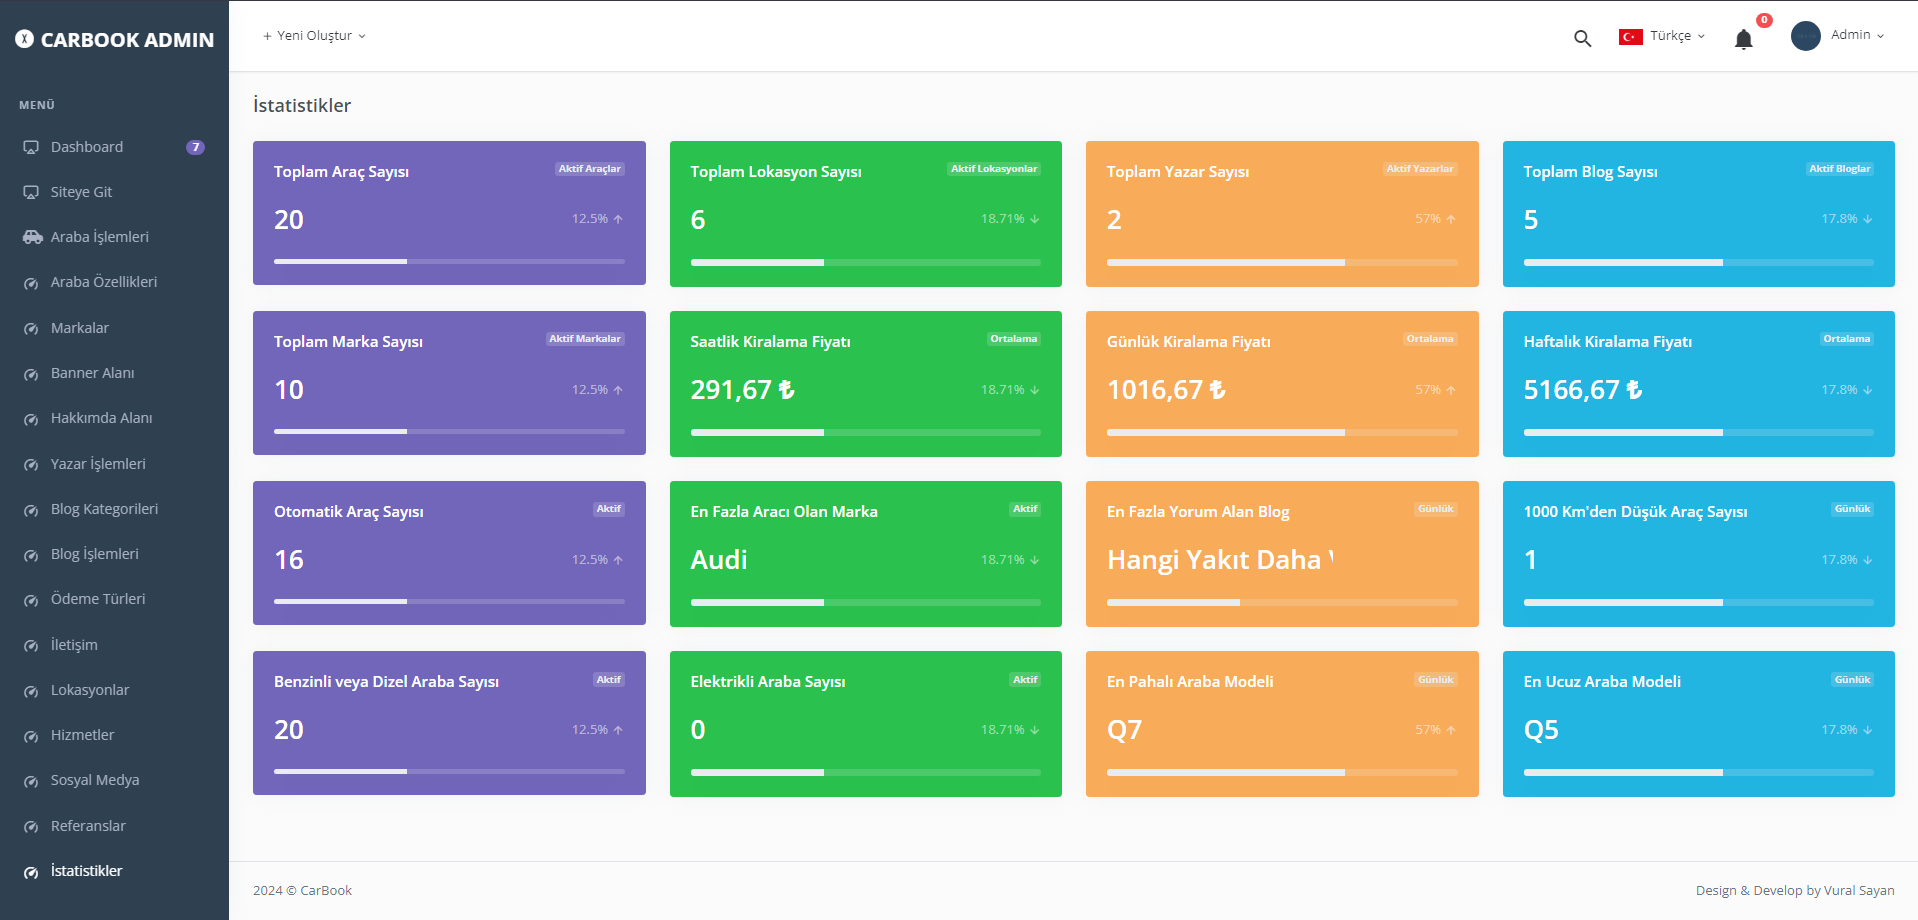 CARBOOK ADMIN
MENÜ
Dashboard 7
Siteye Git
Araba İşlemleri
Araba Özellikleri
Markalar
Banner Alanı
Hakkımda Alanı
Yazar İşlemleri
Blog Kategorileri
Blog İşlemleri
Ödeme Türleri
İletişim
Lokasyonlar
Hizmetler
Sosyal Medya
Referanslar
İstatistikler
+ Yeni Oluştur
Türkçe
0
Admin
İstatistikler
Toplam Araç Sayısı
Aktif Araçlar
20
12.5% ↑
Toplam Lokasyon Sayısı
Aktif Lokasyonlar
6
18.71% ↓
Toplam Yazar Sayısı
Aktif Yazarlar
2
57% ↑
Toplam Blog Sayısı
Aktif Bloglar
5
17.8% ↓
Toplam Marka Sayısı
Aktif Markalar
10
12.5% ↑
Saatlik Kiralama Fiyatı
Ortalama
291,67 ₺
18.71% ↓
Günlük Kiralama Fiyatı
Ortalama
1016,67 ₺
57% ↑
Haftalık Kiralama Fiyatı
Ortalama
5166,67 ₺
17.8% ↓
Otomatik Araç Sayısı
Aktif
16
12.5% ↑
En Fazla Aracı Olan Marka
Aktif
Audi
18.71% ↓
En Fazla Yorum Alan Blog
Günlük
Hangi Yakıt Daha
1000 Km'den Düşük Araç Sayısı
Günlük
1
17.8% ↓
Benzinli veya Dizel Araba Sayısı
Aktif
20
12.5% ↑
Elektrikli Araba Sayısı
Aktif
0
18.71% ↓
En Pahalı Araba Modeli
Günlük
Q7
57% ↑
En Ucuz Araba Modeli
Günlük
Q5
17.8% ↓
2024 © CarBook
Design & Develop by Vural Sayan